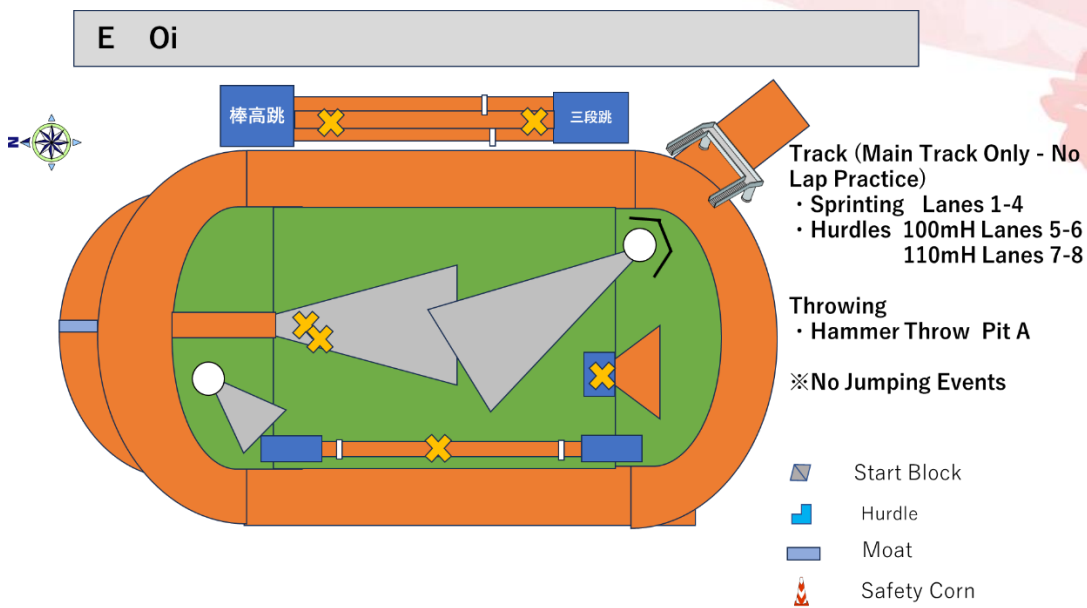 E Oi
棒高跳
三段跳
N
Track (Main Track Only - No
Lap Practice)
・Sprinting Lanes 1-4
・Hurdles 100mH Lanes 5-6
110mH Lanes 7-8
Throwing
・Hammer Throw Pit A
※No Jumping Events
Start Block
Hurdle
Moat
Safety Corn